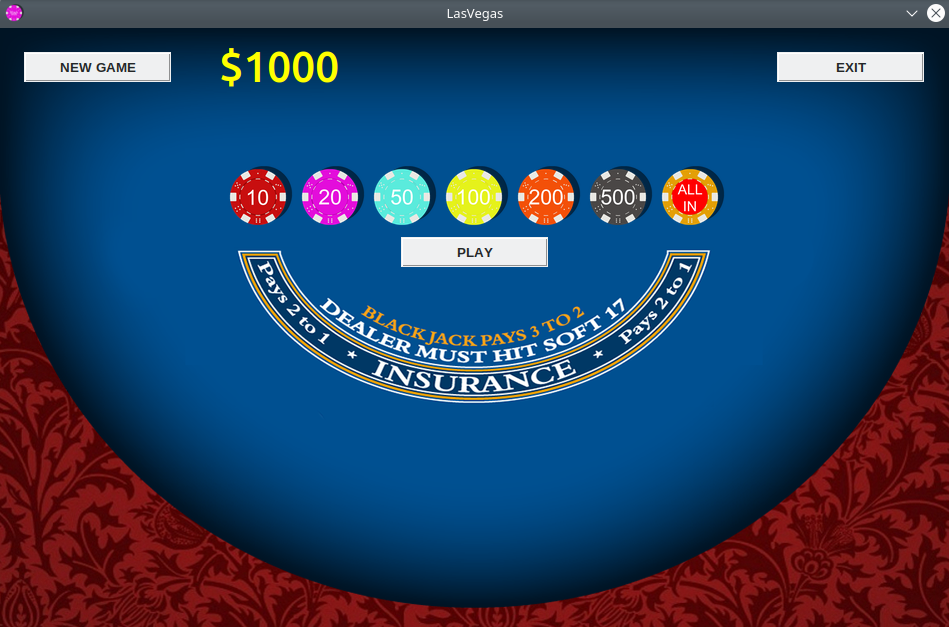 LasVegas
NEW GAME
$1000
EXIT
10
20
50
100
200
500
ALL
IN
PLAY
BLACK JACK PAYS 3 TO 2
DEALER MUST HIT SOFT 17
Pays 2 to 1 * INSURANCE * Pays 2 to 1